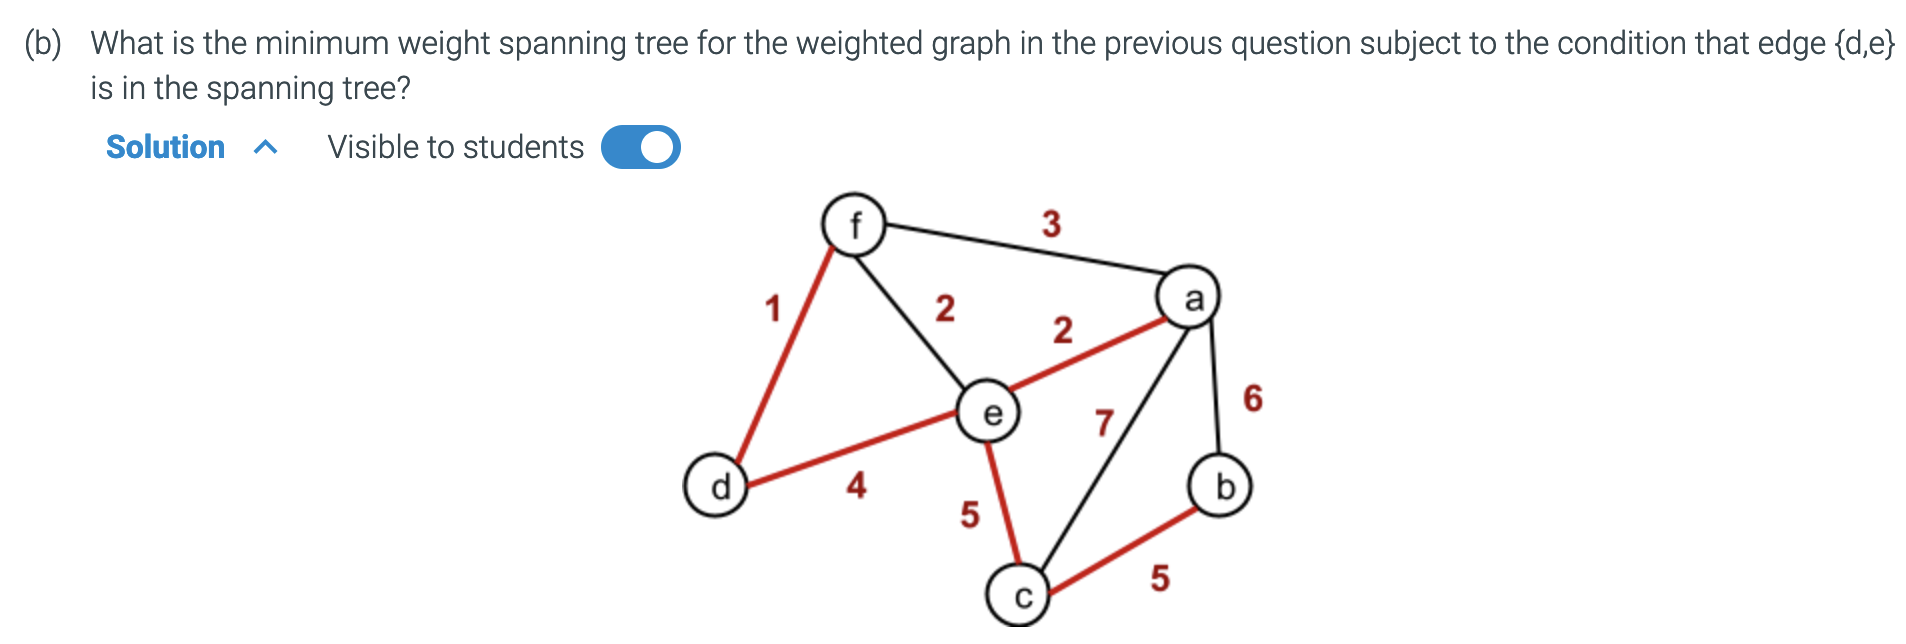 (b) What is the minimum weight spanning tree for the weighted graph in the previous question subject to the condition that edge {d,e}
is in the spanning tree?
Solution Visible to students
f
3
a
1
2
2
e
6
7
d
4
b
5
5
c